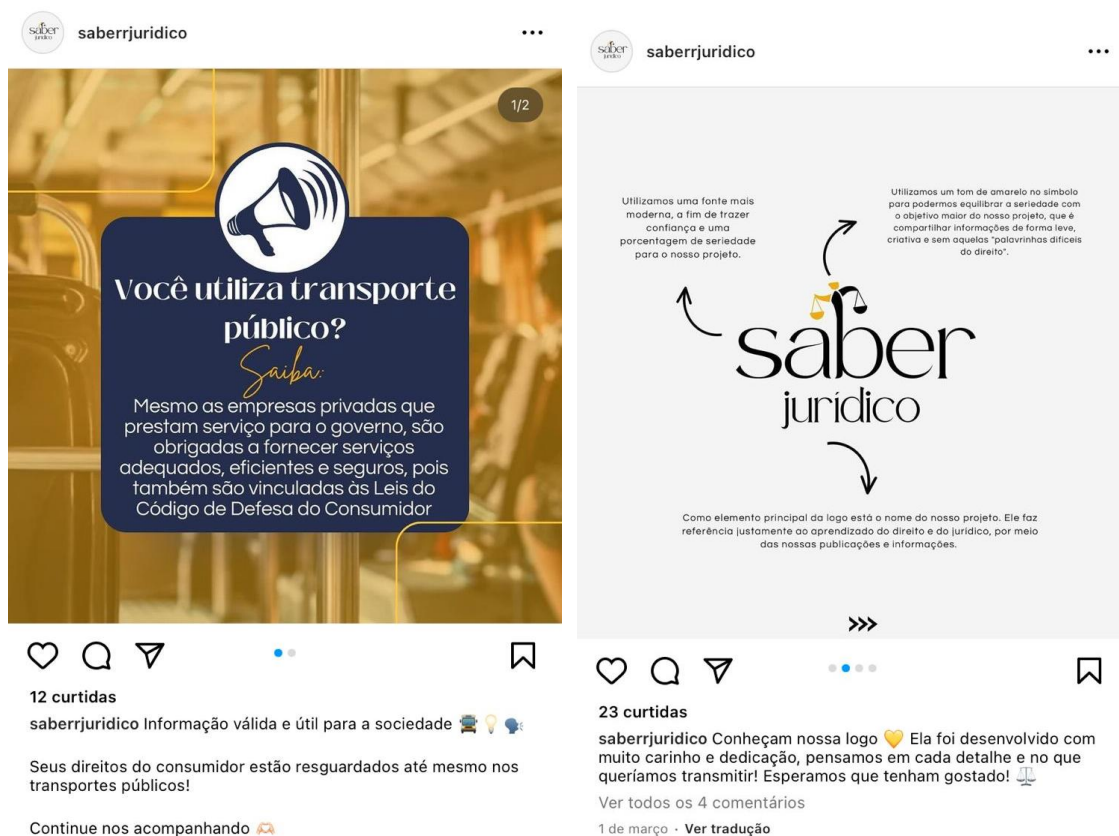 saber
jurídico
saberrjuridico
1/2
Você utiliza transporte
público?
Saiba:
Mesmo as empresas privadas que
prestam serviço para o governo, são
obrigadas a fornecer serviços
adequados, eficientes e seguros, pois
também são vinculadas às Leis do
Código de Defesa do Consumidor
12 curtidas
saberrjuridico Informação válida e útil para a sociedade 🚍💡🗣️
Seus direitos do consumidor estão resguardados até mesmo nos
transportes públicos!
Continue nos acompanhando 🫶🏻
saber
jurídico
saberrjuridico
Utilizamos uma fonte mais
moderna, a fim de trazer
confiança e uma
porcentagem de seriedade
para o nosso projeto.
Utilizamos um tom de amarelo no símbolo
para podermos equilibrar a seriedade com
o objetivo maior do nosso projeto, que é
compartilhar informações de forma leve,
criativa e sem aquelas "palavrinhas dificeis
do direito".
saber
jurídico
Como elemento principal da logo está o nome do nosso projeto. Ele faz
referência justamente ao aprendizado do direito e do jurídico, por meio
das nossas publicações e informações.
23 curtidas
saberrjuridico Conheçam nossa logo 💛 Ela foi desenvolvido com
muito carinho e dedicação, pensamos em cada detalhe e no que
queríamos transmitir! Esperamos que tenham gostado! ⚖️
Ver todos os 4 comentários
1 de março · Ver tradução